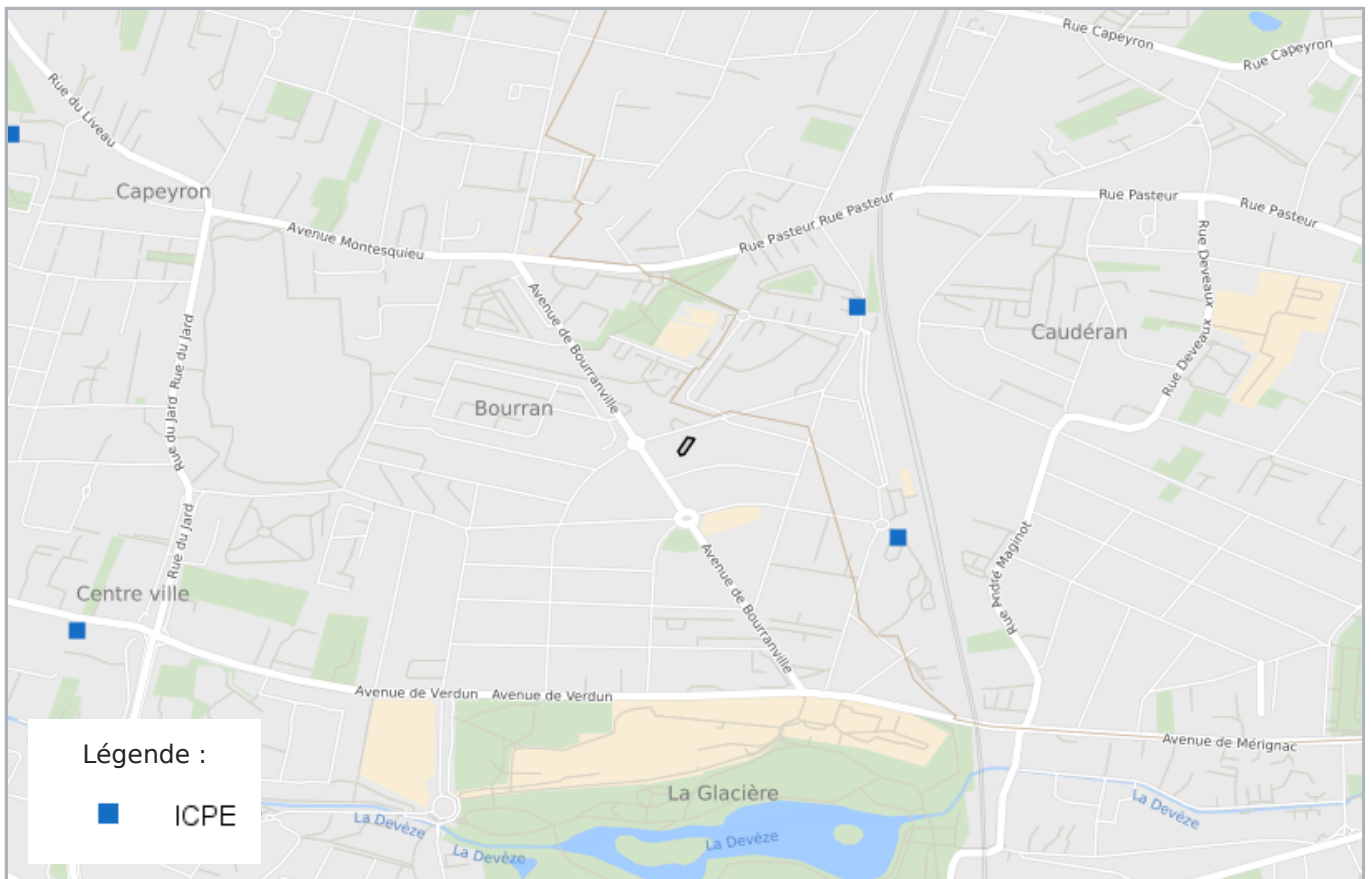 Rue Capeyron
Rue Capeyron
Rue du Liveau
Capeyron
Rue Pasteur
Rue Pasteur
Rue Pasteur Rue Pasteur
Avenue Montesquieu
Rue Deveaux
Rue Deveaux x
Avenue de Bourranville
Caudéran
Rue du Jard Rue du Jard
Bourran
Rue du Jard
Rue André Maginot
Rue
Avenue de Bourranville
Centre ville
Avenue de Verdun Avenue de Verdun
Avenue de Mérignac
Légende :
ICPE
La Glacière
La Devèze
La Devèze
La Devèze
La Devèze